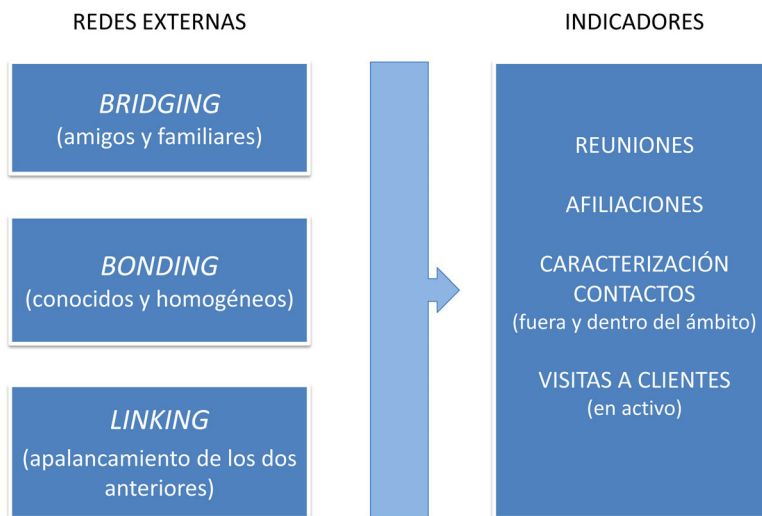 REDES EXTERNAS
BRIDGING
(amigos y familiares)
BONDING
(conocidos y homogéneos)
LINKING
(apalancamiento de los dos
anteriores)
INDICADORES
REUNIONES
AFILIACIONES
CARACTERIZACIÓN
CONTACTOS
(fuera y dentro del ámbito)
VISITAS A CLIENTES
(en activo)